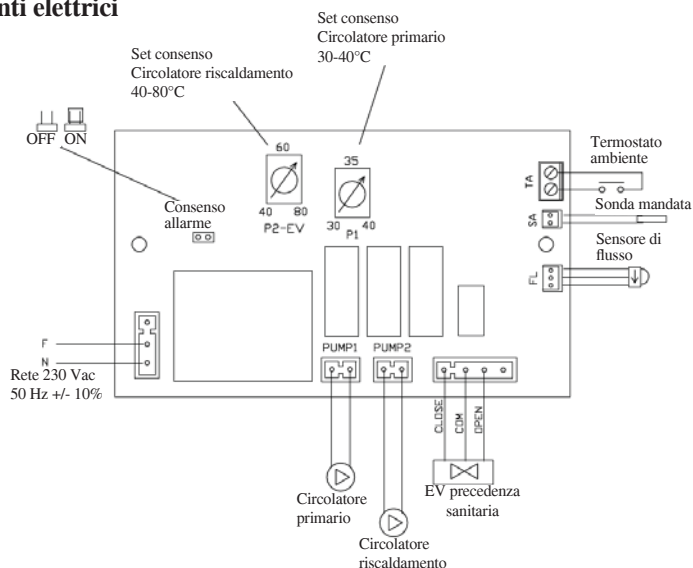 nti elettrici
Set consenso
Circolatore primario
30-40°C
Set consenso
Circolatore riscaldamento
40-80°C
OFF ON
60
35
40 80
P2-EV
30 40
P1
Consenso
allarme
TA
Termostato
ambiente
SA
Sonda mandata
FL
Sensore di
flusso
F
N
Rete 230 Vac
50 Hz +/- 10%
PUMP1 PUMP2
CLOSE
COM
OPEN
Circolatore
primario
EV precedenza
sanitaria
Circolatore
riscaldamento